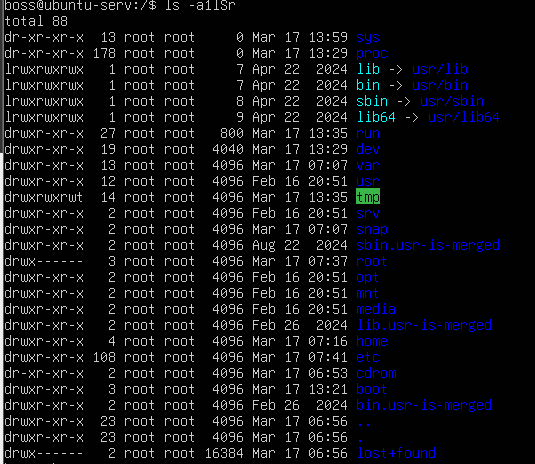 boss@ubuntu-serv:/$ ls -a1lSr
total 88
dr-xr-xr-x  13 root root     0 Mar 17 13:59 sys
dr-xr-xr-x 178 root root     0 Mar 17 13:29 proc
lrwxrwxrwx   1 root root     7 Apr 22  2024 lib -> usr/lib
lrwxrwxrwx   1 root root     7 Apr 22  2024 bin -> usr/bin
lrwxrwxrwx   1 root root     8 Apr 22  2024 sbin -> usr/sbin
lrwxrwxrwx   1 root root     9 Apr 22  2024 lib64 -> usr/lib64
drwxr-xr-x  27 root root   800 Mar 17 13:35 run
drwxr-xr-x  19 root root  4040 Mar 17 13:29 dev
drwxr-xr-x  13 root root  4096 Mar 17 07:07 var
drwxr-xr-x  12 root root  4096 Feb 16 20:51 usr
drwxrwxrwt  14 root root  4096 Mar 17 13:35 tmp
drwxr-xr-x   2 root root  4096 Feb 16 20:51 srv
drwxr-xr-x   2 root root  4096 Mar 17 07:07 snap
drwxr-xr-x   2 root root  4096 Aug 22  2024 sbin.usr-is-merged
drwx------   3 root root  4096 Mar 17 07:37 root
drwxr-xr-x   2 root root  4096 Feb 16 20:51 opt
drwxr-xr-x   2 root root  4096 Feb 16 20:51 mnt
drwxr-xr-x   2 root root  4096 Feb 16 20:51 media
drwxr-xr-x   2 root root  4096 Feb 26  2024 lib.usr-is-merged
drwxr-xr-x   4 root root  4096 Mar 17 07:16 home
drwxr-xr-x 108 root root  4096 Mar 17 07:41 etc
dr-xr-xr-x   2 root root  4096 Mar 17 06:53 cdrom
drwxr-xr-x   3 root root  4096 Mar 17 13:21 boot
drwxr-xr-x   2 root root  4096 Feb 26  2024 bin.usr-is-merged
drwxr-xr-x  23 root root  4096 Mar 17 06:56 ..
drwxr-xr-x  23 root root  4096 Mar 17 06:56 .
drwx------   2 root root 16384 Mar 17 06:56 lost+found